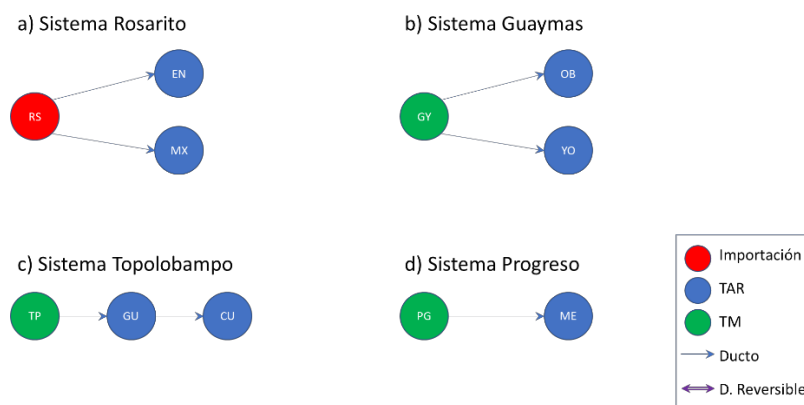 a) Sistema Rosarito
EN
RS
MX
b) Sistema Guaymas
OB
GY
YO
c) Sistema Topolobampo
TP
GU
CU
d) Sistema Progreso
PG
ME
Importación
TAR
TM
Ducto
D. Reversible